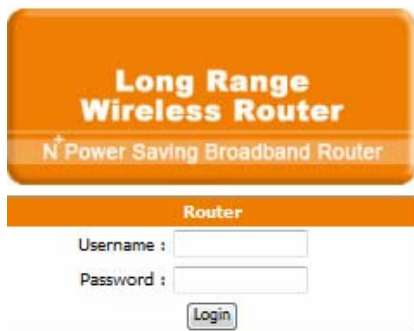 Long Range
Wireless Router
N+ Power Saving Broadband Router
Router
Username :
Password :
Login